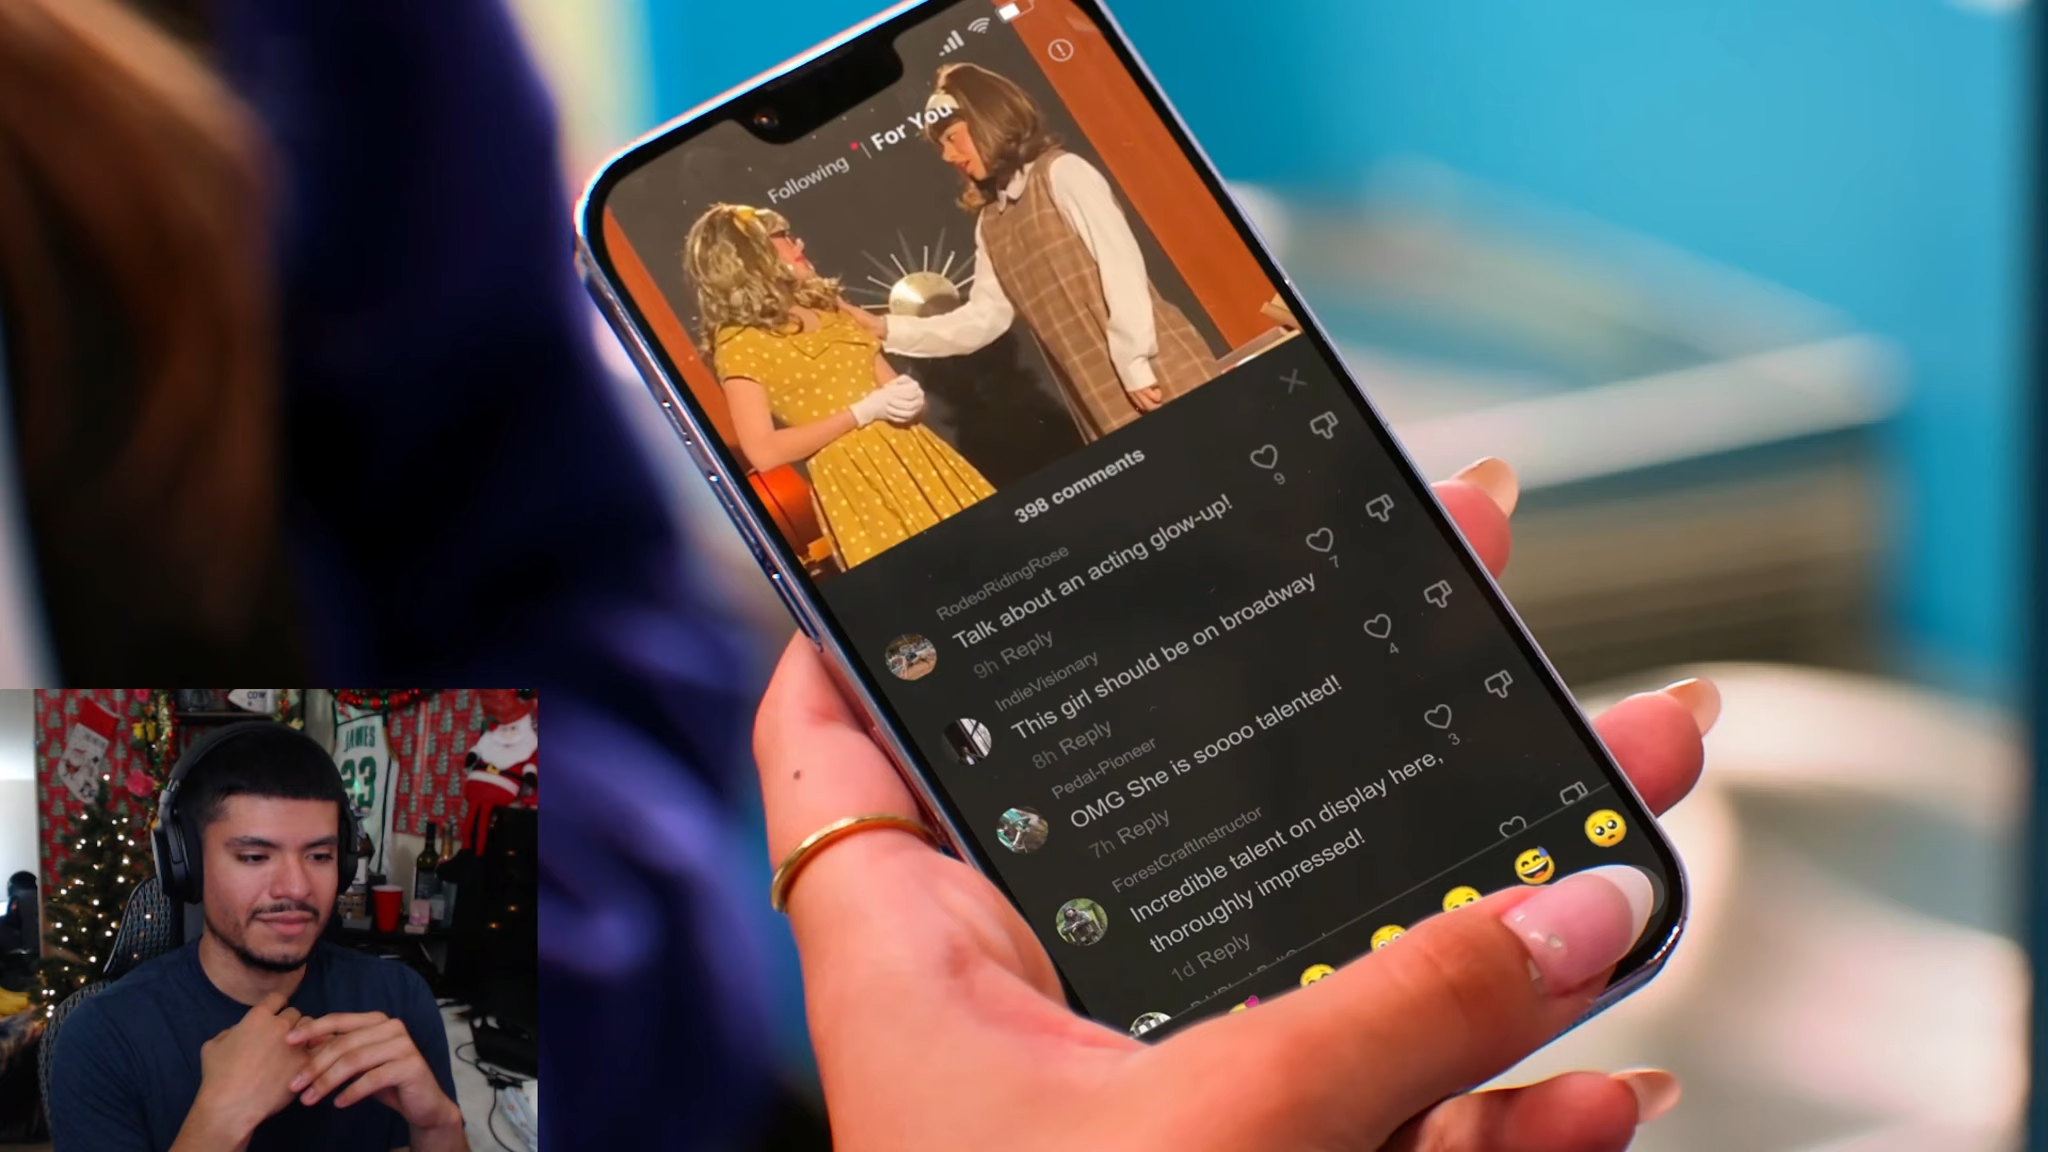 Following | For You
398 comments
RodeoRidingRose
Talk about an acting glow-up!
9h Reply
9
IndieVisionary
This girl should be on broadway
8h Reply
7
Pedal-Pioneer
OMG She is soooo talented!
7h Reply
4
ForestCraftInstructor
Incredible talent on display here,
thoroughly impressed!
1d Reply
3
JAMES
23
COW